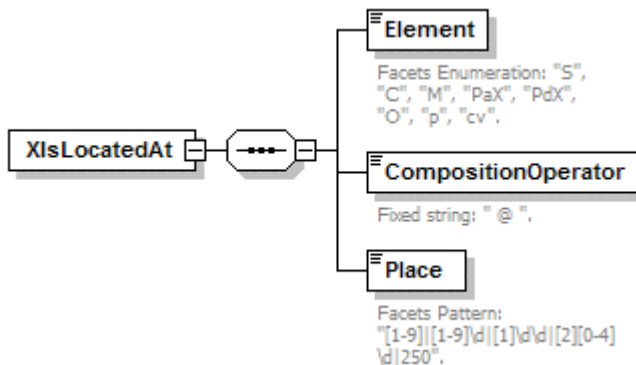 Element
Facets Enumeration: "S",
"C", "M", "PaX", "PdX",
"O", "p", "cv".
XIsLocatedAt
CompositionOperator
Fixed string: " @ ".
Place
Facets Pattern:
"[1-9]|[1-9]\d|[1]\d\d|[2][0-4]
\d|250".